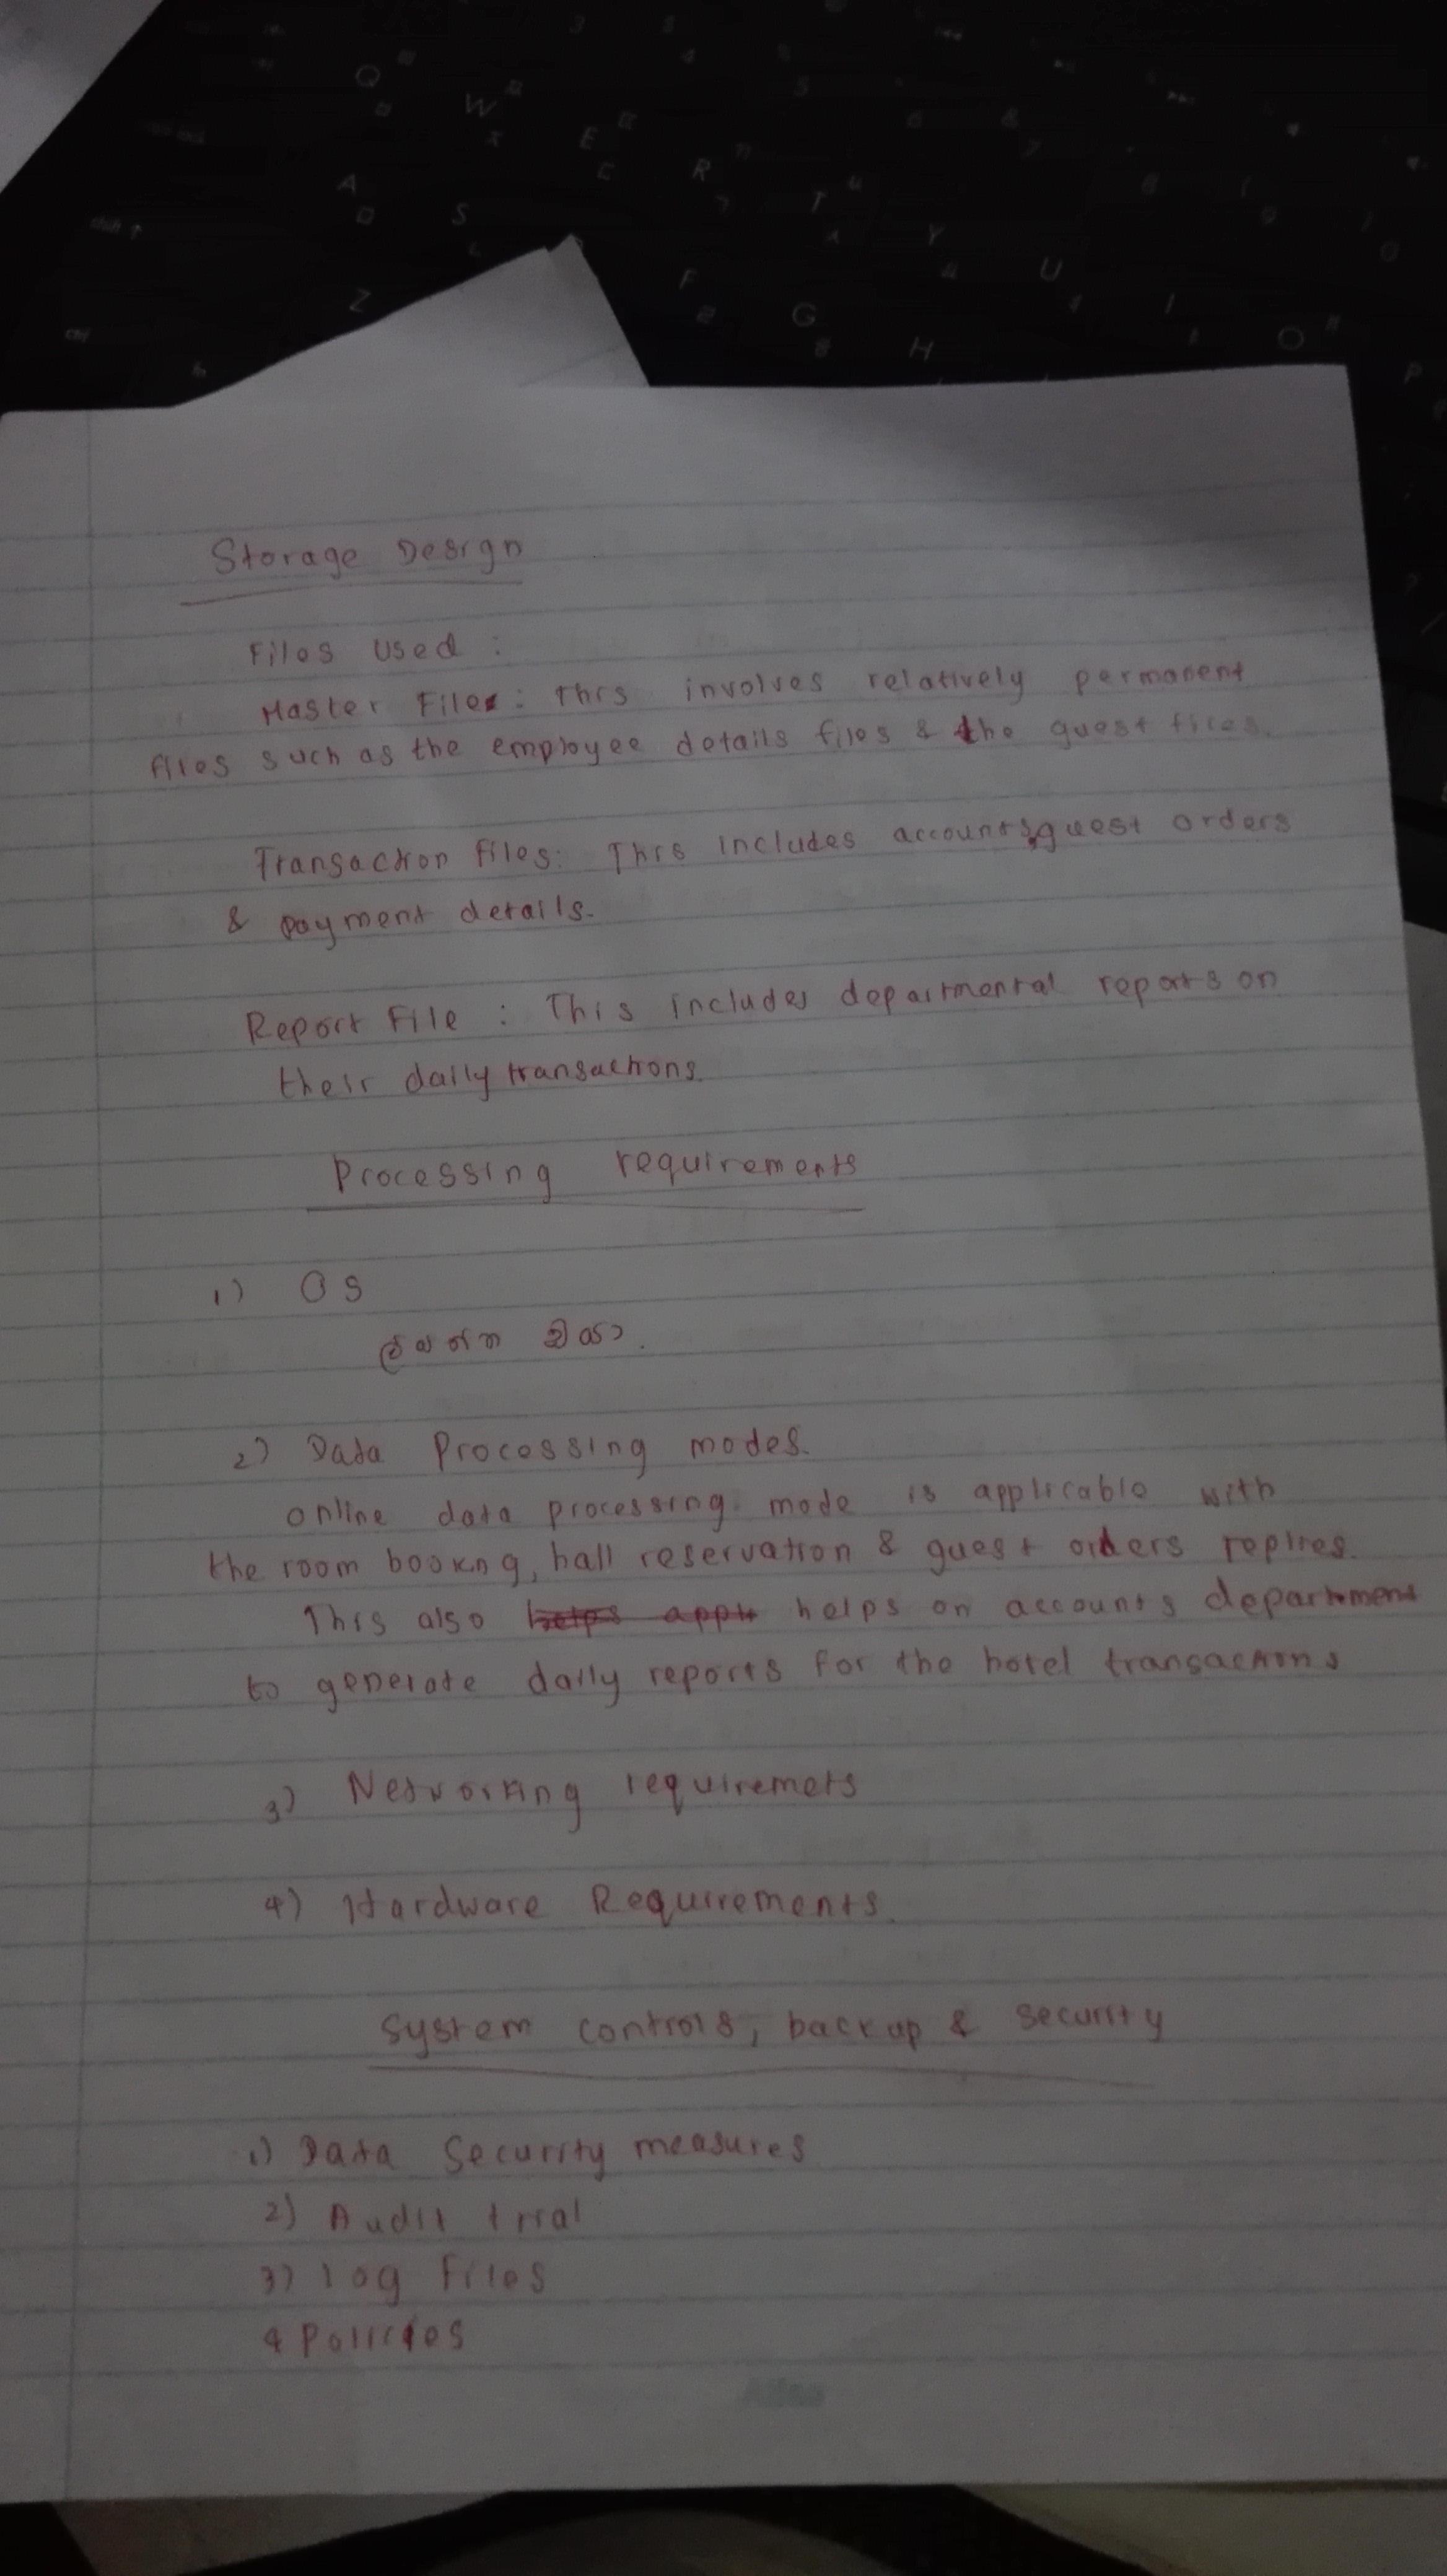 Storage Design
Files Used :
Master File : This involves relatively permanent
files such as the employee details files & the guest files.
Transaction files: This includes accounts, guest orders
& payment details.
Report File : This includes departmental reports on
their daily transactions
Processing requirements
1) OS
2) Data Processing modes.
online data processing mode is applicable with
the room booking, hall reservation & guest orders
This also helps on accounts department
to generate daily reports for the hotel transactions
3) Networking requiremets
4) Hardware Requirements.
System controls, backup & security
1) Data Security measures
2) Audit trial
3) log Files
4 Policies
Atlas
Q W E R T Y U I O P
A S F G H
Z